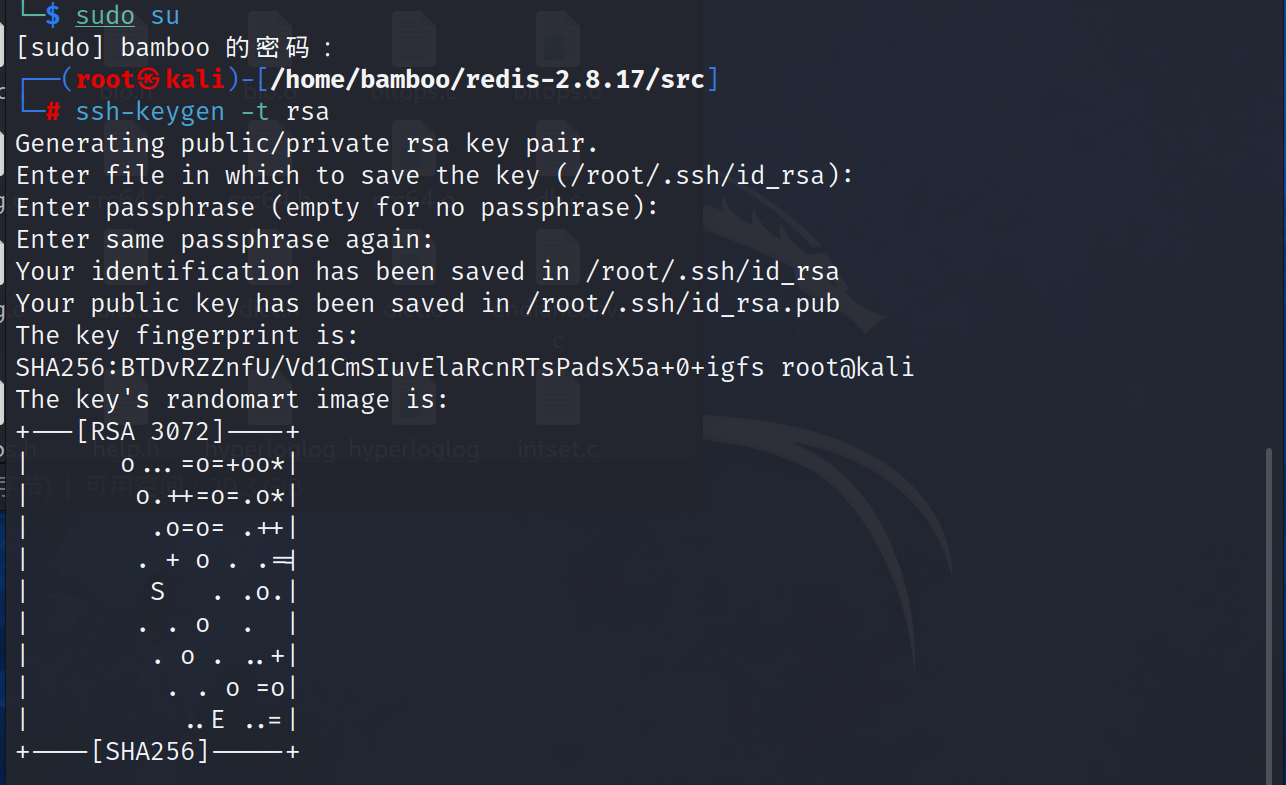 └─$ sudo su
[sudo] bamboo 的密码：
┌──(root㉿kali)-[/home/bamboo/redis-2.8.17/src]
└─# ssh-keygen -t rsa
Generating public/private rsa key pair.
Enter file in which to save the key (/root/.ssh/id_rsa):
Enter passphrase (empty for no passphrase):
Enter same passphrase again:
Your identification has been saved in /root/.ssh/id_rsa
Your public key has been saved in /root/.ssh/id_rsa.pub
The key fingerprint is:
SHA256:BTDvRZZnfU/Vd1CmSIuvElaRcnRTsPadsX5a+0+igfs root@kali
The key's randomart image is:
+---[RSA 3072]----+
|      o...=o=+oo*|
|       o.++=o=.o*|
|        .o=o= .++|
|       . + o . .==|
|        S   . .o.|
|       . . o  .  |
|        . o . ..+|
|         . . o =o|
|          ..E ..=|
+----[SHA256]-----+
help.h hyperloglog hyperloglog intset.c